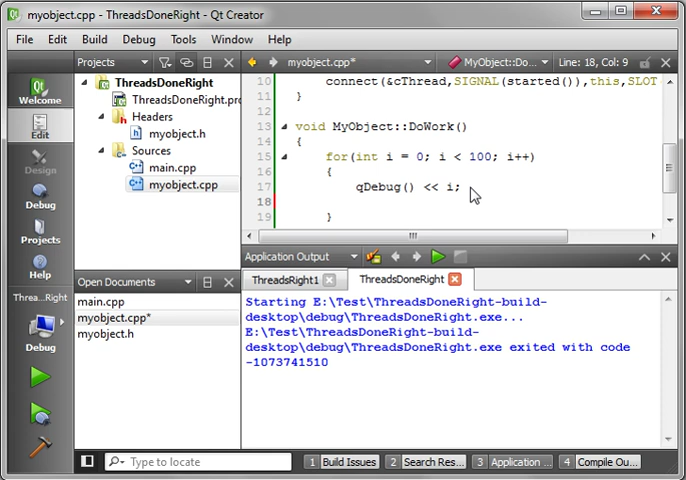 myobject.cpp - ThreadsDoneRight - Qt Creator
File Edit Build Debug Tools Window Help
Projects
myobject.cpp*
MyObject::Do...
Line: 18, Col: 9
Qt
Welcome
Edit
Design
Debug
Projects
Help
Threa...Right
Debug
ThreadsDoneRight
ThreadsDoneRight.pro
Headers
myobject.h
Sources
main.cpp
myobject.cpp
10 connect(&cThread,SIGNAL(started()),this,SLOT
11 }
12
13 void MyObject::DoWork()
14 {
15 for(int i = 0; i < 100; i++)
16 {
17 qDebug() << i;
18
19 }
Open Documents
main.cpp
myobject.cpp*
myobject.h
Application Output
ThreadsRight1
ThreadsDoneRight
Starting E:\Test\ThreadsDoneRight-build-
desktop\debug\ThreadsDoneRight.exe...
E:\Test\ThreadsDoneRight-build-
desktop\debug\ThreadsDoneRight.exe exited with code
-1073741510
Type to locate
1 Build Issues
2 Search Res...
3 Application ...
4 Compile Ou...